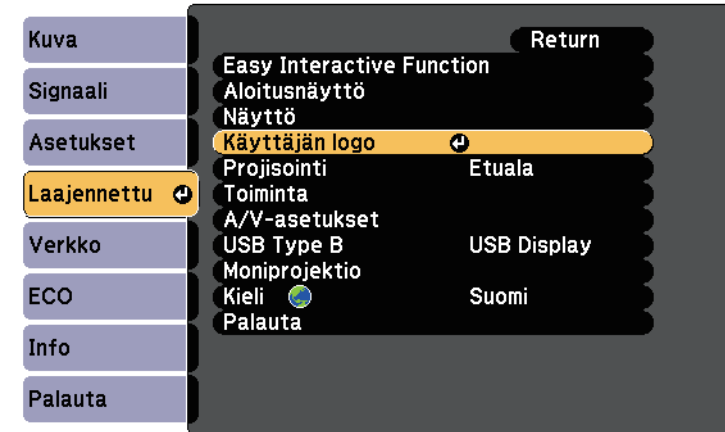 Kuva
Signaali
Asetukset
Laajennettu
Verkko
ECO
Info
Palauta
Return
Easy Interactive Function
Aloitusnäyttö
Näyttö
Käyttäjän logo
Projisointi Etuala
Toiminta
A/V-asetukset
USB Type B USB Display
Moniprojektio
Kieli Suomi
Palauta